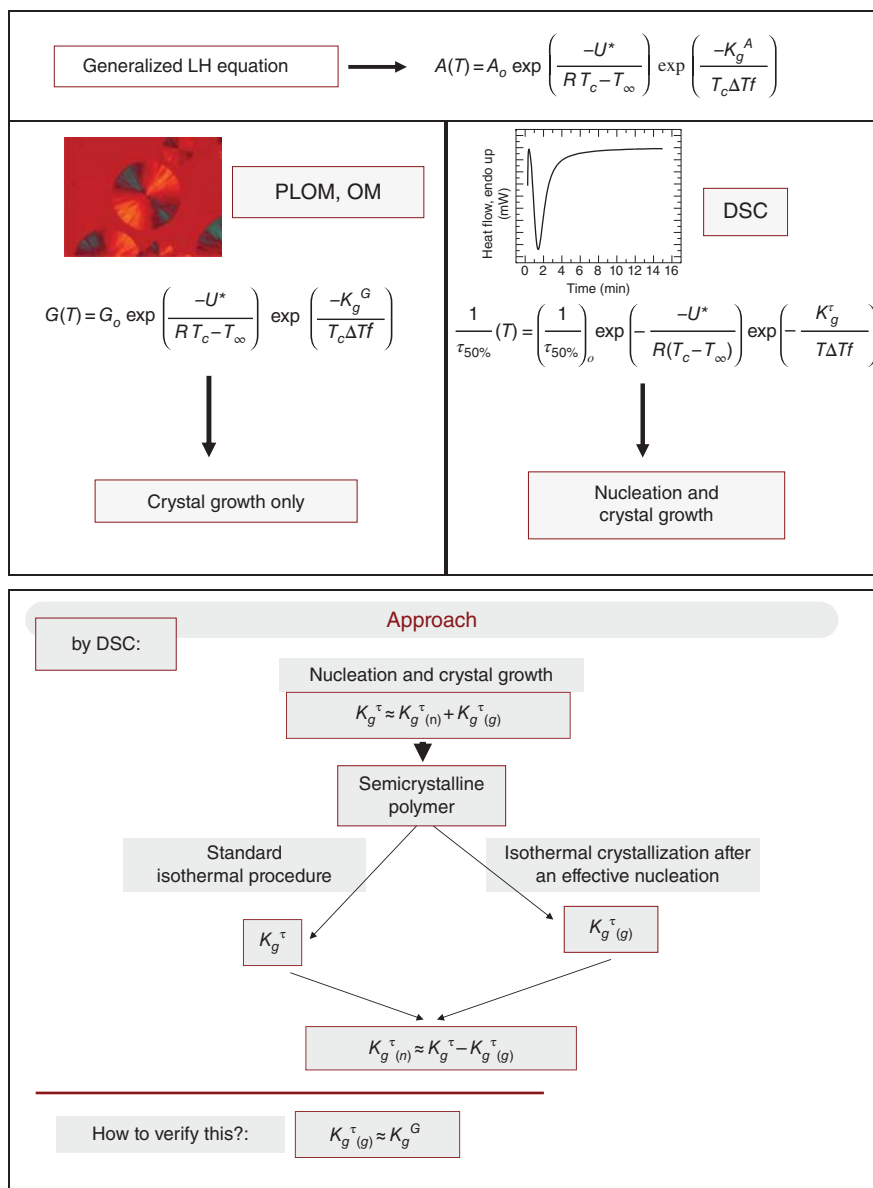 Generalized LH equation
A(T) = A_o exp (−U* / R T_c − T_∞) exp (−K_g^A / T_c ΔTf)
PLOM, OM
G(T) = G_o exp (−U* / R T_c − T_∞) exp (−K_g^G / T_c ΔTf)
Crystal growth only
Heat flow, endo up
(mW)
0 2 4 6 8 10 12 14 16
Time (min)
DSC
1/τ_50% (T) = (1/τ_50%)_o exp (− −U* / R(T_c − T_∞)) exp (− K_g^τ / TΔTf)
Nucleation and
crystal growth
Approach
by DSC:
Nucleation and crystal growth
K_g^τ ≈ K_g^τ_(n) + K_g^τ_(g)
Semicrystalline
polymer
Standard
isothermal procedure
Isothermal crystallization after
an effective nucleation
K_g^τ
K_g^τ_(g)
K_g^τ_(n) ≈ K_g^τ − K_g^τ_(g)
How to verify this?:
K_g^τ_(g) ≈ K_g^G